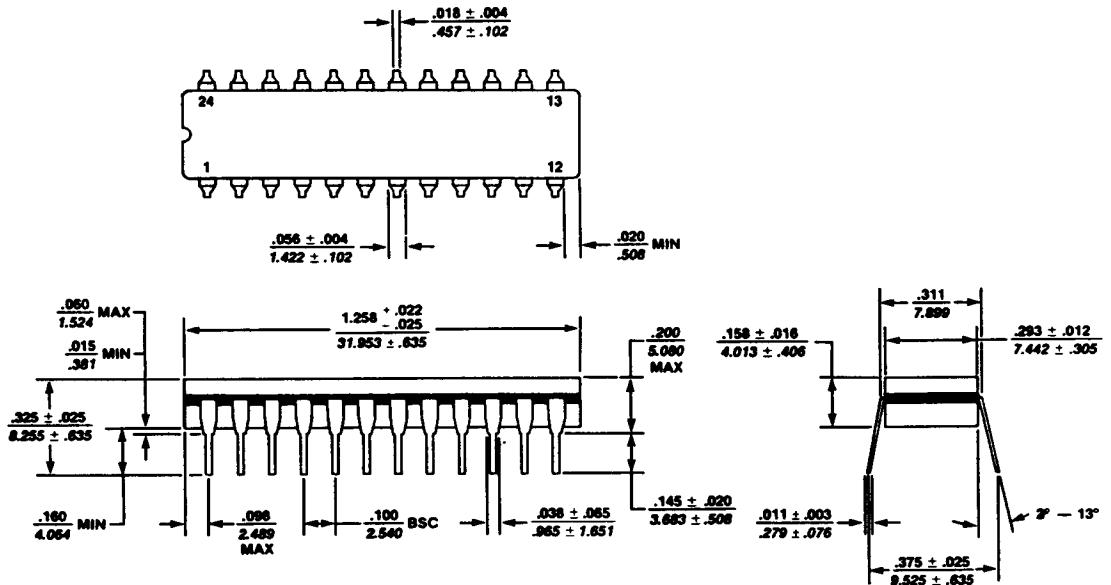 .018 ± .004
.457 ± .102
24
13
1
12
.056 ± .004
1.422 ± .102
.020 MIN
.508
.060 MAX
1.524
.015 MIN
.381
.325 ± .025
8.255 ± .635
.160 MIN
4.064
1.258 + .022
- .025
31.953 ± .635
.200
5.080
MAX
.098
2.489
MAX
.100 BSC
2.540
.038 ± .065
.965 ± 1.651
.145 ± .020
3.683 ± .508
.311
7.899
.158 ± .016
4.013 ± .406
.293 ± .012
7.442 ± .305
.011 ± .003
.279 ± .076
2° — 13°
.375 ± .025
9.525 ± .635